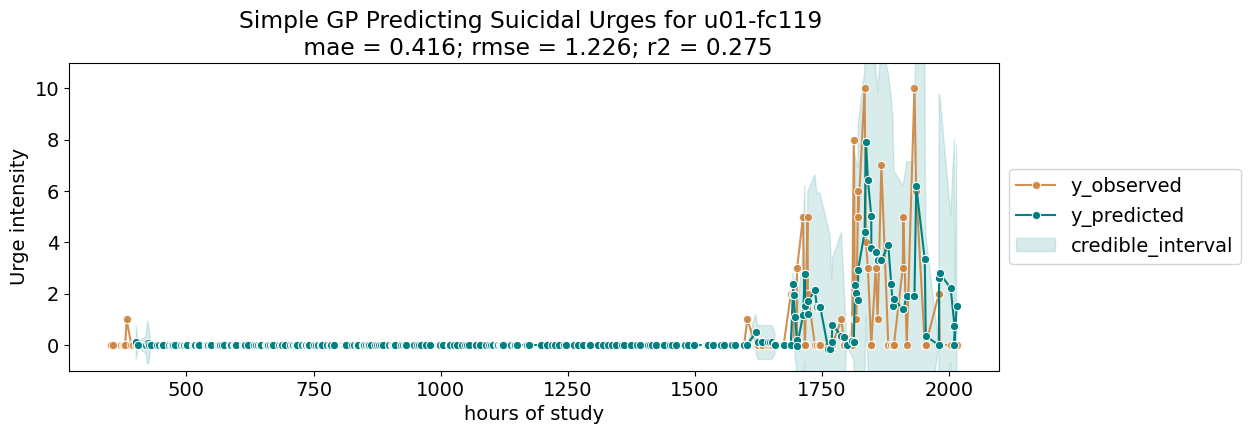 Simple GP Predicting Suicidal Urges for u01-fc119
mae = 0.416; rmse = 1.226; r2 = 0.275
10
8
6
4
2
0
Urge intensity
500
750
1000
1250
1500
1750
2000
hours of study
y_observed
y_predicted
credible_interval